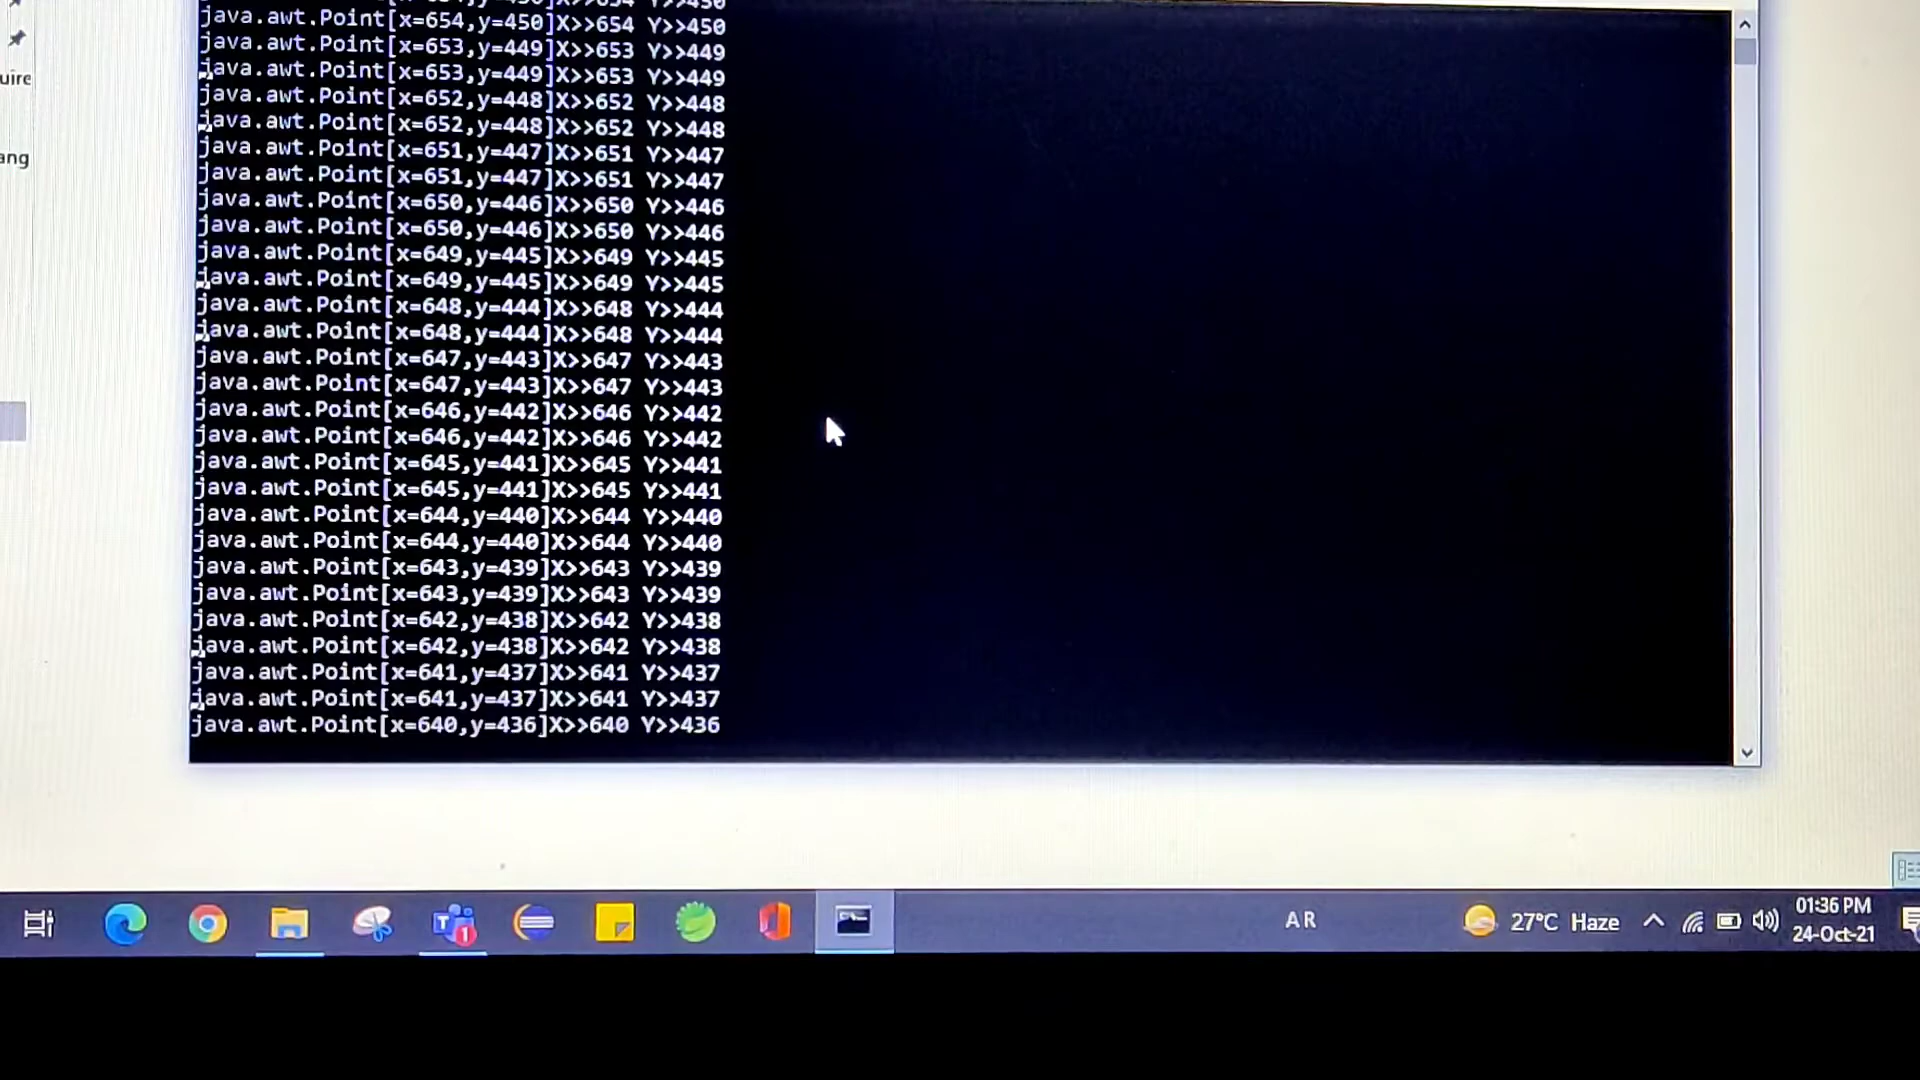 java.awt.Point[x=654,y=450]X>>654 Y>>450
java.awt.Point[x=653,y=449]X>>653 Y>>449
java.awt.Point[x=653,y=449]X>>653 Y>>449
java.awt.Point[x=652,y=448]X>>652 Y>>448
java.awt.Point[x=652,y=448]X>>652 Y>>448
java.awt.Point[x=651,y=447]X>>651 Y>>447
java.awt.Point[x=651,y=447]X>>651 Y>>447
java.awt.Point[x=650,y=446]X>>650 Y>>446
java.awt.Point[x=650,y=446]X>>650 Y>>446
java.awt.Point[x=649,y=445]X>>649 Y>>445
java.awt.Point[x=649,y=445]X>>649 Y>>445
java.awt.Point[x=648,y=444]X>>648 Y>>444
java.awt.Point[x=648,y=444]X>>648 Y>>444
java.awt.Point[x=647,y=443]X>>647 Y>>443
java.awt.Point[x=647,y=443]X>>647 Y>>443
java.awt.Point[x=646,y=442]X>>646 Y>>442
java.awt.Point[x=646,y=442]X>>646 Y>>442
java.awt.Point[x=645,y=441]X>>645 Y>>441
java.awt.Point[x=645,y=441]X>>645 Y>>441
java.awt.Point[x=644,y=440]X>>644 Y>>440
java.awt.Point[x=644,y=440]X>>644 Y>>440
java.awt.Point[x=643,y=439]X>>643 Y>>439
java.awt.Point[x=643,y=439]X>>643 Y>>439
java.awt.Point[x=642,y=438]X>>642 Y>>438
java.awt.Point[x=642,y=438]X>>642 Y>>438
java.awt.Point[x=641,y=437]X>>641 Y>>437
java.awt.Point[x=641,y=437]X>>641 Y>>437
java.awt.Point[x=640,y=436]X>>640 Y>>436
uire
ang
T 1
AR
27°C Haze
01:36 PM
24-Oct-21